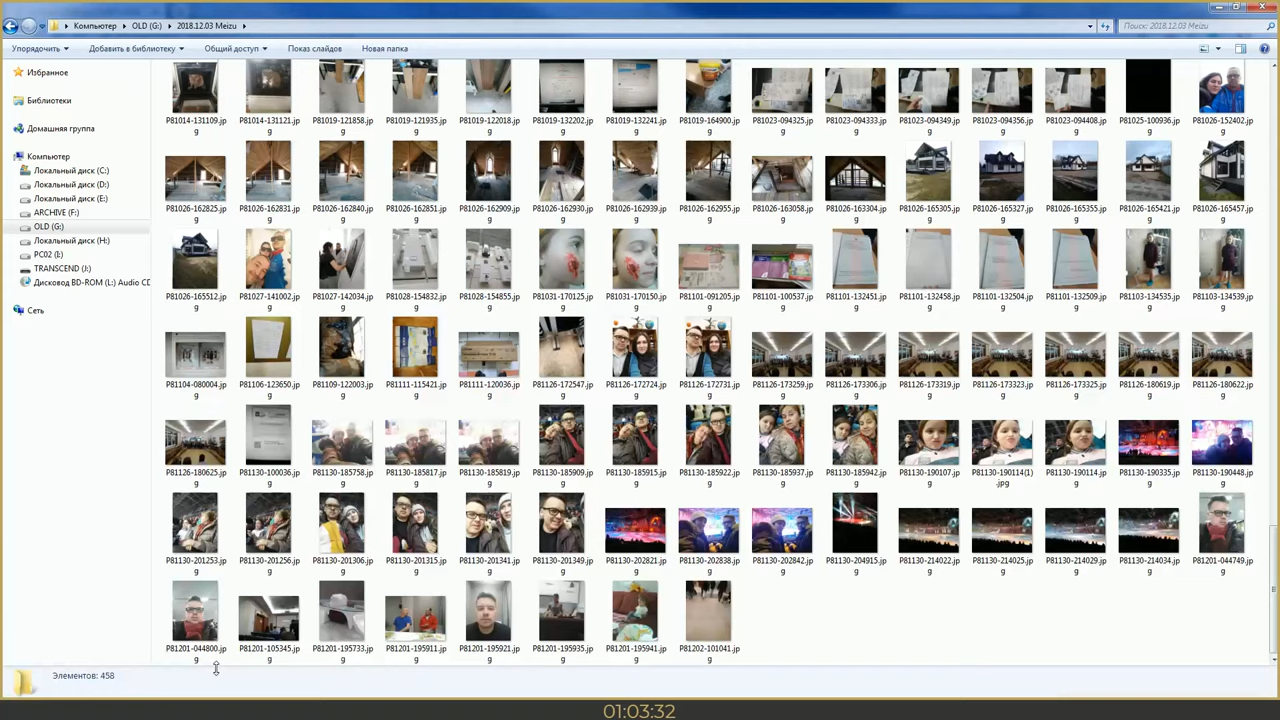 Компьютер ▸ OLD (G:) ▸ 2018.12.03 Meizu ▸
Поиск: 2018.12.03 Meizu
Упорядочить
Добавить в библиотеку
Общий доступ
Показ слайдов
Новая папка
Избранное
Библиотеки
Домашняя группа
Компьютер
Локальный диск (C:)
Локальный диск (D:)
Локальный диск (E:)
ARCHIVE (F:)
OLD (G:)
Локальный диск (H:)
PC02 (I:)
TRANSCEND (J:)
Дисковод BD-ROM (L:) Audio CD
Сеть
P81014-131109.jpg
P81014-131121.jpg
P81019-121858.jpg
P81019-121935.jpg
P81019-122018.jpg
P81019-132202.jpg
P81019-132241.jpg
P81019-164900.jpg
P81023-094325.jpg
P81023-094333.jpg
P81023-094349.jpg
P81023-094356.jpg
P81023-094408.jpg
P81025-100936.jpg
P81026-152402.jpg
P81026-162825.jpg
P81026-162831.jpg
P81026-162840.jpg
P81026-162851.jpg
P81026-162909.jpg
P81026-162930.jpg
P81026-162939.jpg
P81026-162955.jpg
P81026-163058.jpg
P81026-163304.jpg
P81026-165305.jpg
P81026-165327.jpg
P81026-165355.jpg
P81026-165421.jpg
P81026-165457.jpg
P81026-165512.jpg
P81027-141002.jpg
P81027-142034.jpg
P81028-154832.jpg
P81028-154855.jpg
P81031-170125.jpg
P81031-170150.jpg
P81101-091205.jpg
P81101-100537.jpg
P81101-132451.jpg
P81101-132458.jpg
P81101-132504.jpg
P81101-132509.jpg
P81103-134535.jpg
P81103-134539.jpg
P81104-080004.jpg
P81106-123650.jpg
P81109-122003.jpg
P81111-115421.jpg
P81111-120036.jpg
P81126-172547.jpg
P81126-172724.jpg
P81126-172731.jpg
P81126-173259.jpg
P81126-173306.jpg
P81126-173319.jpg
P81126-173323.jpg
P81126-173325.jpg
P81126-180619.jpg
P81126-180622.jpg
P81126-180625.jpg
P81130-100036.jpg
P81130-185758.jpg
P81130-185817.jpg
P81130-185819.jpg
P81130-185909.jpg
P81130-185915.jpg
P81130-185922.jpg
P81130-185937.jpg
P81130-185942.jpg
P81130-190107.jpg
P81130-190114(1).jpg
P81130-190114.jpg
P81130-190335.jpg
P81130-190448.jpg
P81130-201253.jpg
P81130-201256.jpg
P81130-201306.jpg
P81130-201315.jpg
P81130-201341.jpg
P81130-201349.jpg
P81130-202821.jpg
P81130-202838.jpg
P81130-202842.jpg
P81130-204915.jpg
P81130-214022.jpg
P81130-214025.jpg
P81130-214029.jpg
P81130-214034.jpg
P81201-044749.jpg
P81201-044800.jpg
P81201-105345.jpg
P81201-195733.jpg
P81201-195911.jpg
P81201-195921.jpg
P81201-195935.jpg
P81201-195941.jpg
P81202-101041.jpg
Элементов: 458
01:03:32